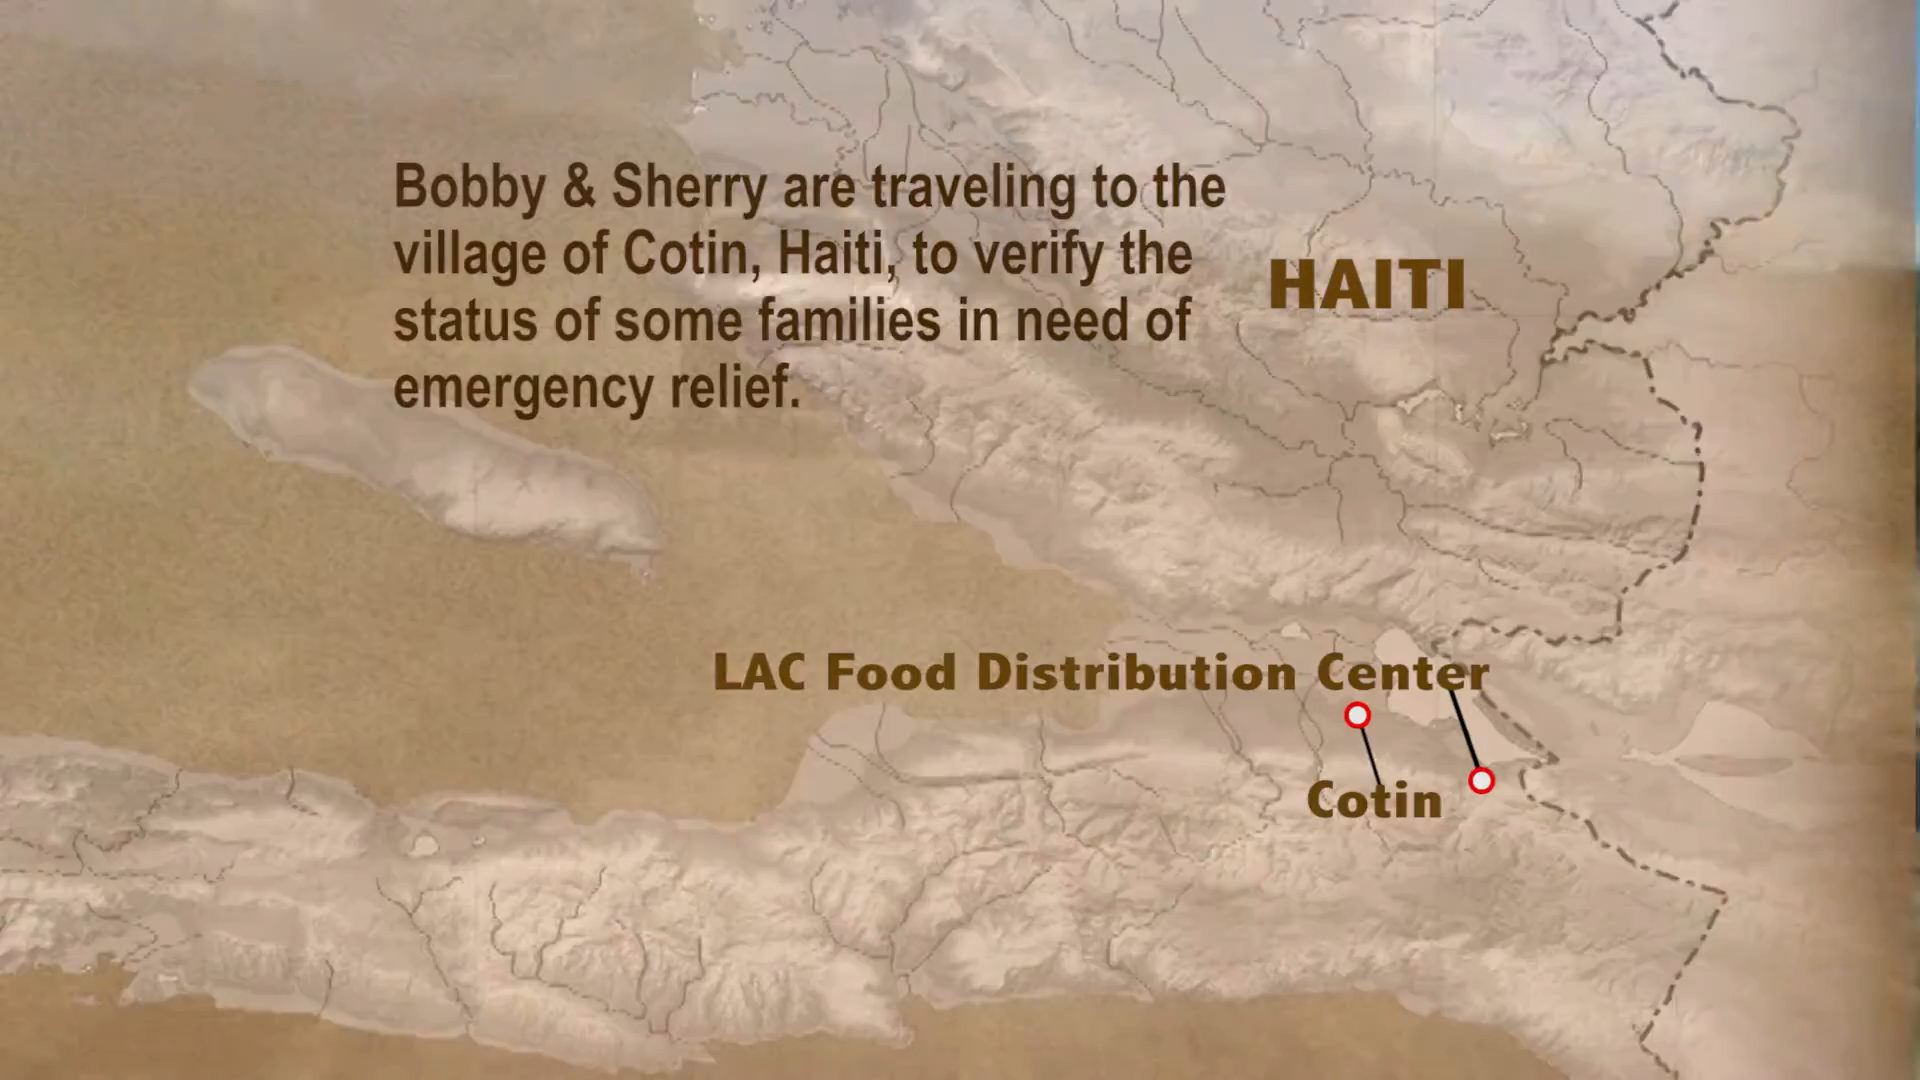 Bobby & Sherry are traveling to the
village of Cotin, Haiti, to verify the
status of some families in need of
emergency relief.
HAITI
LAC Food Distribution Center
Cotin